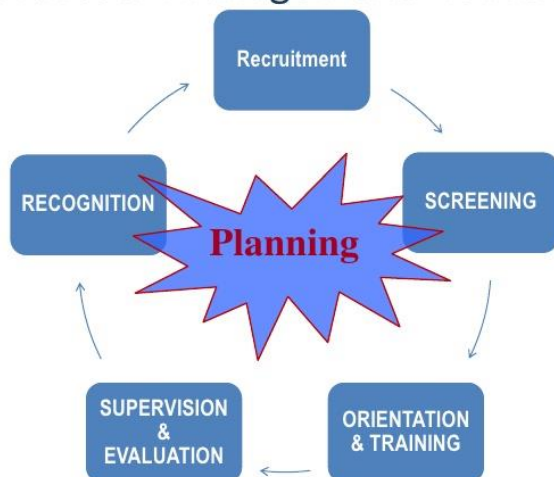 Recruitment
SCREENING
ORIENTATION
& TRAINING
SUPERVISION
&
EVALUATION
RECOGNITION
Planning